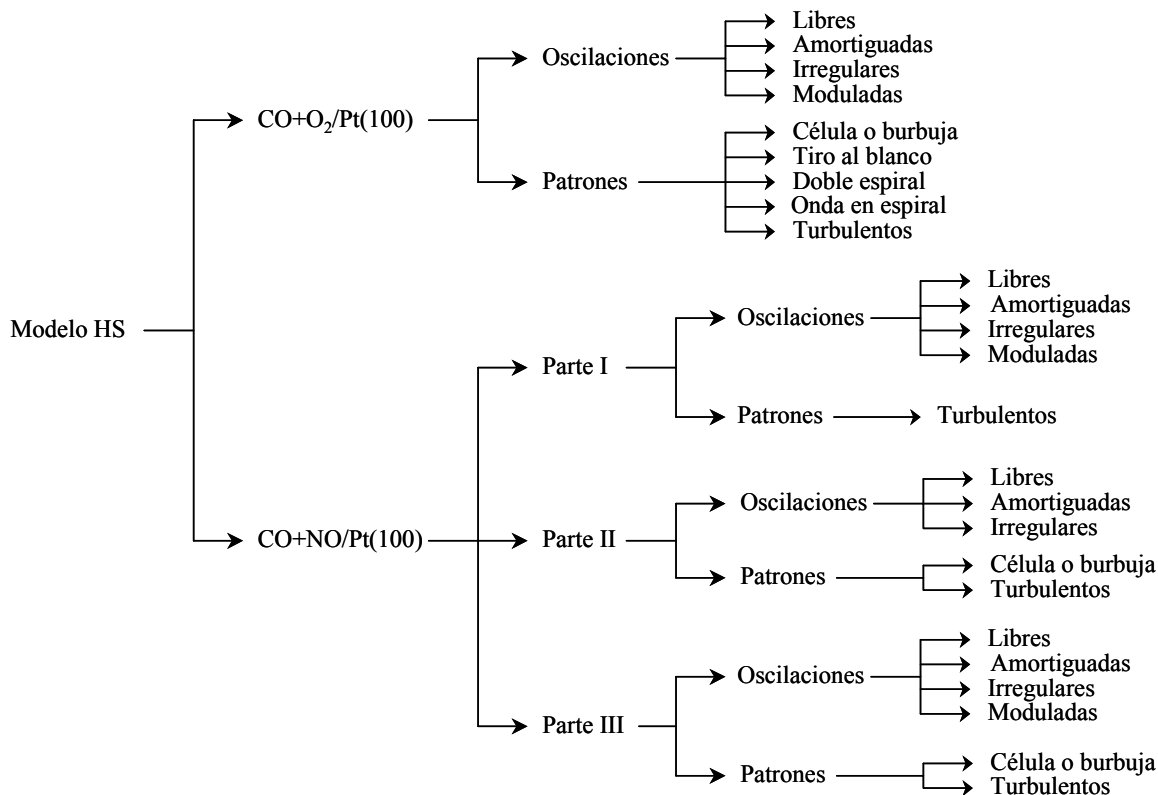 Modelo HS
CO+O₂/Pt(100)
Oscilaciones
Libres
Amortiguadas
Irregulares
Moduladas
Patrones
Célula o burbuja
Tiro al blanco
Doble espiral
Onda en espiral
Turbulentos
CO+NO/Pt(100)
Parte I
Oscilaciones
Libres
Amortiguadas
Irregulares
Moduladas
Patrones
Turbulentos
Parte II
Oscilaciones
Libres
Amortiguadas
Irregulares
Patrones
Célula o burbuja
Turbulentos
Parte III
Oscilaciones
Libres
Amortiguadas
Irregulares
Moduladas
Patrones
Célula o burbuja
Turbulentos